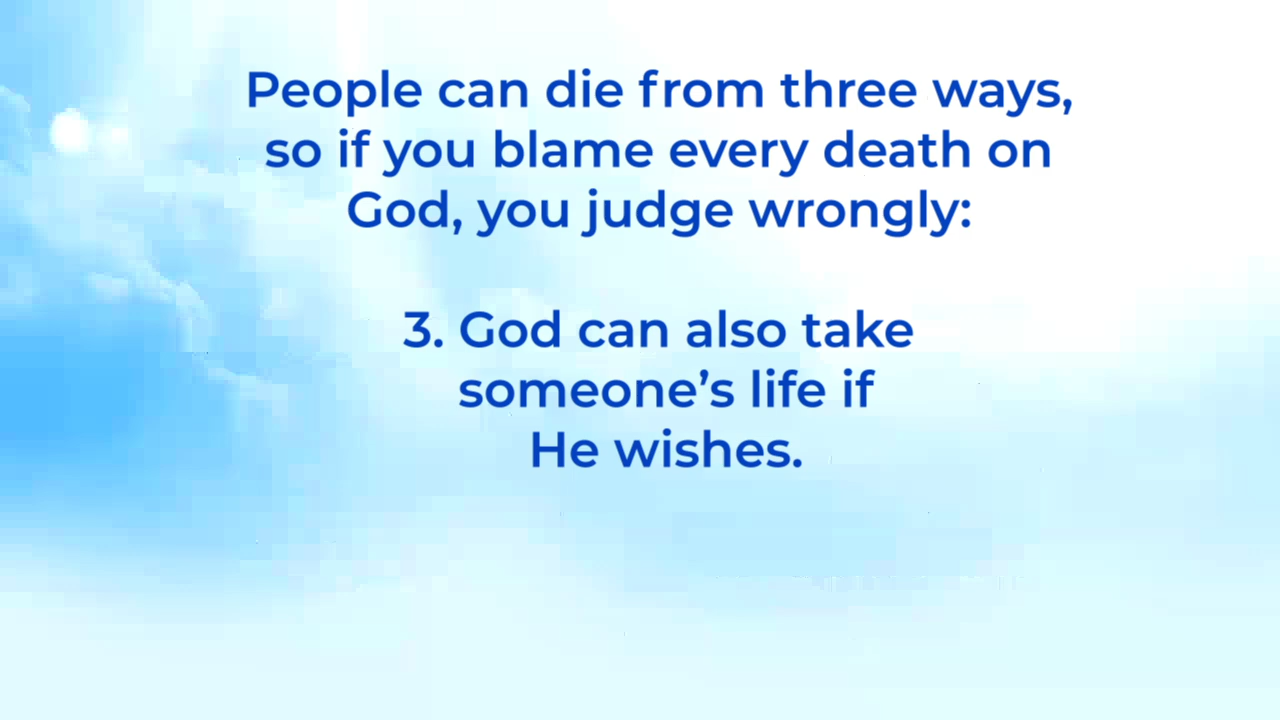 People can die from three ways,
so if you blame every death on
God, you judge wrongly:
3. God can also take
someone’s life if
He wishes.